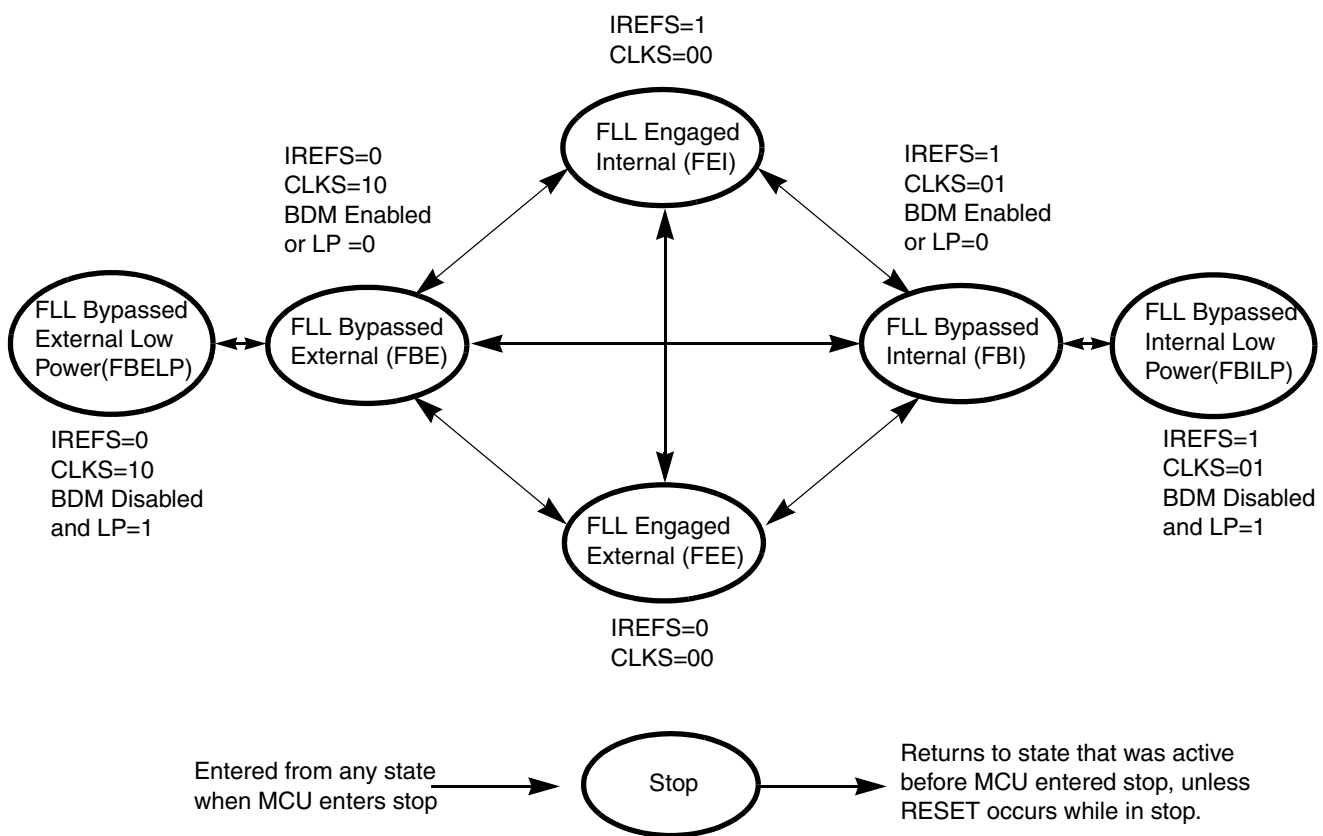 IREFS=1
CLKS=00
FLL Engaged
Internal (FEI)
IREFS=0
CLKS=10
BDM Enabled
or LP =0
IREFS=1
CLKS=01
BDM Enabled
or LP=0
FLL Bypassed
External Low
Power(FBELP)
FLL Bypassed
External (FBE)
FLL Bypassed
Internal (FBI)
FLL Bypassed
Internal Low
Power(FBILP)
IREFS=0
CLKS=10
BDM Disabled
and LP=1
IREFS=1
CLKS=01
BDM Disabled
and LP=1
FLL Engaged
External (FEE)
IREFS=0
CLKS=00
Entered from any state
when MCU enters stop
Stop
Returns to state that was active
before MCU entered stop, unless
RESET occurs while in stop.